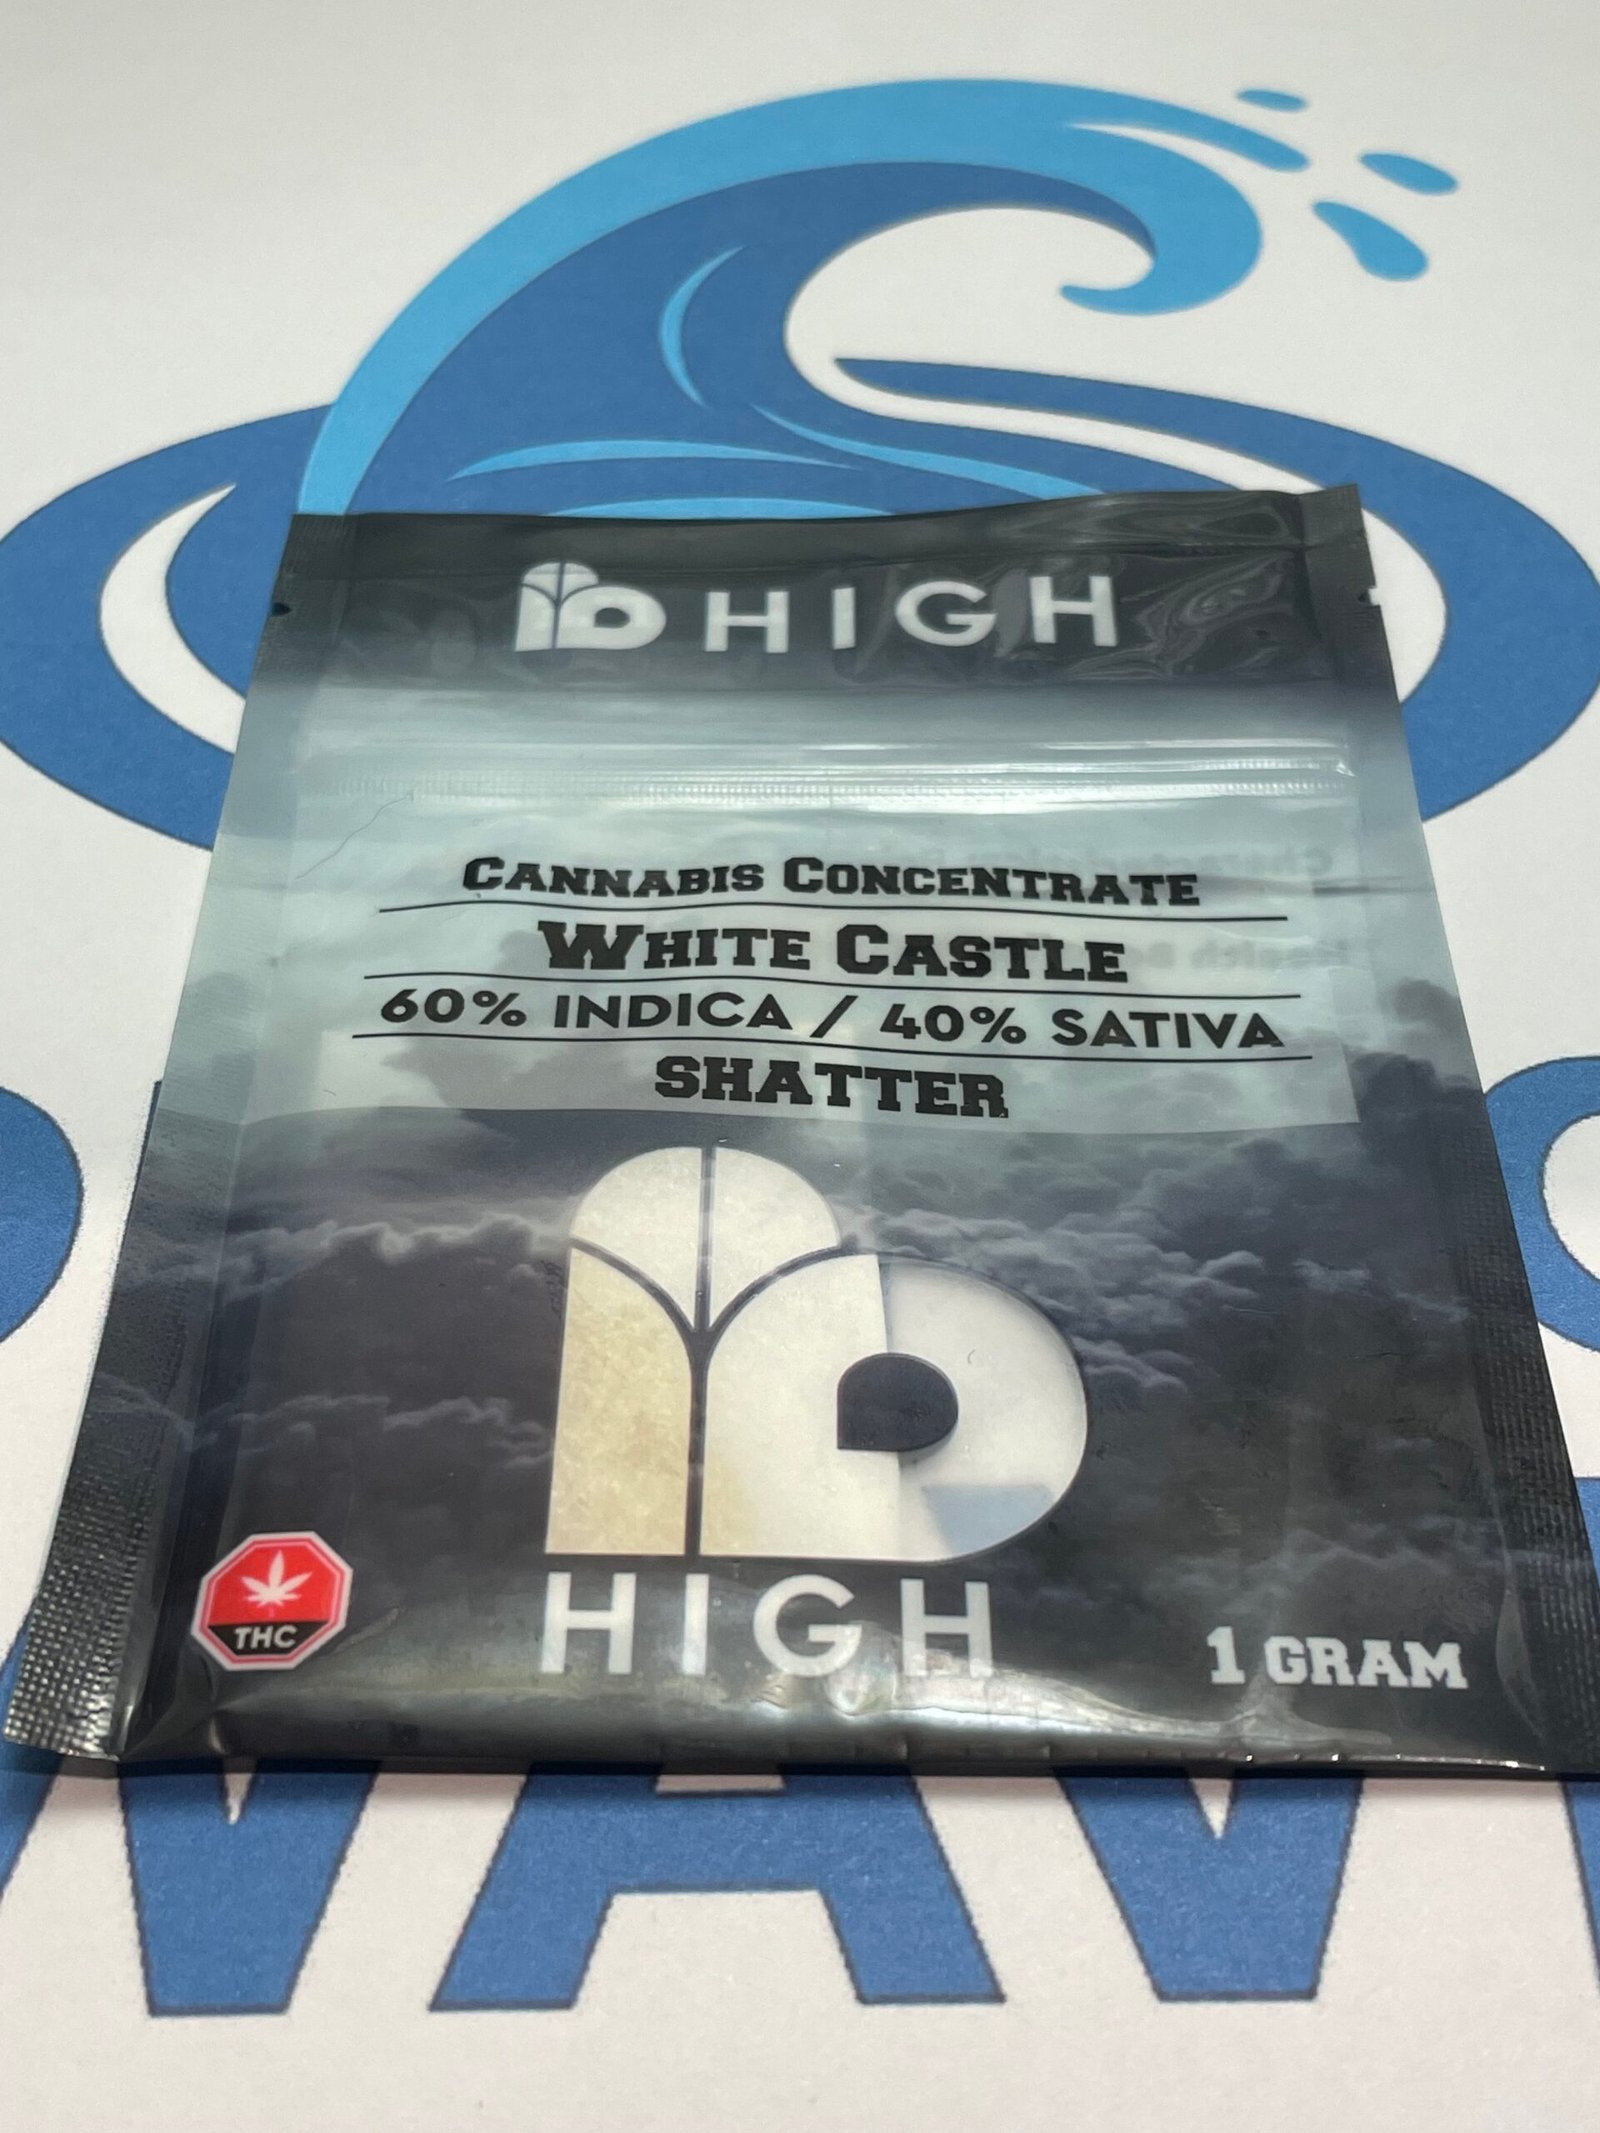 HIGH
CANNABIS CONCENTRATE
WHITE CASTLE
60% INDICA / 40% SATIVA
SHATTER
HIGH
THC
1 GRAM